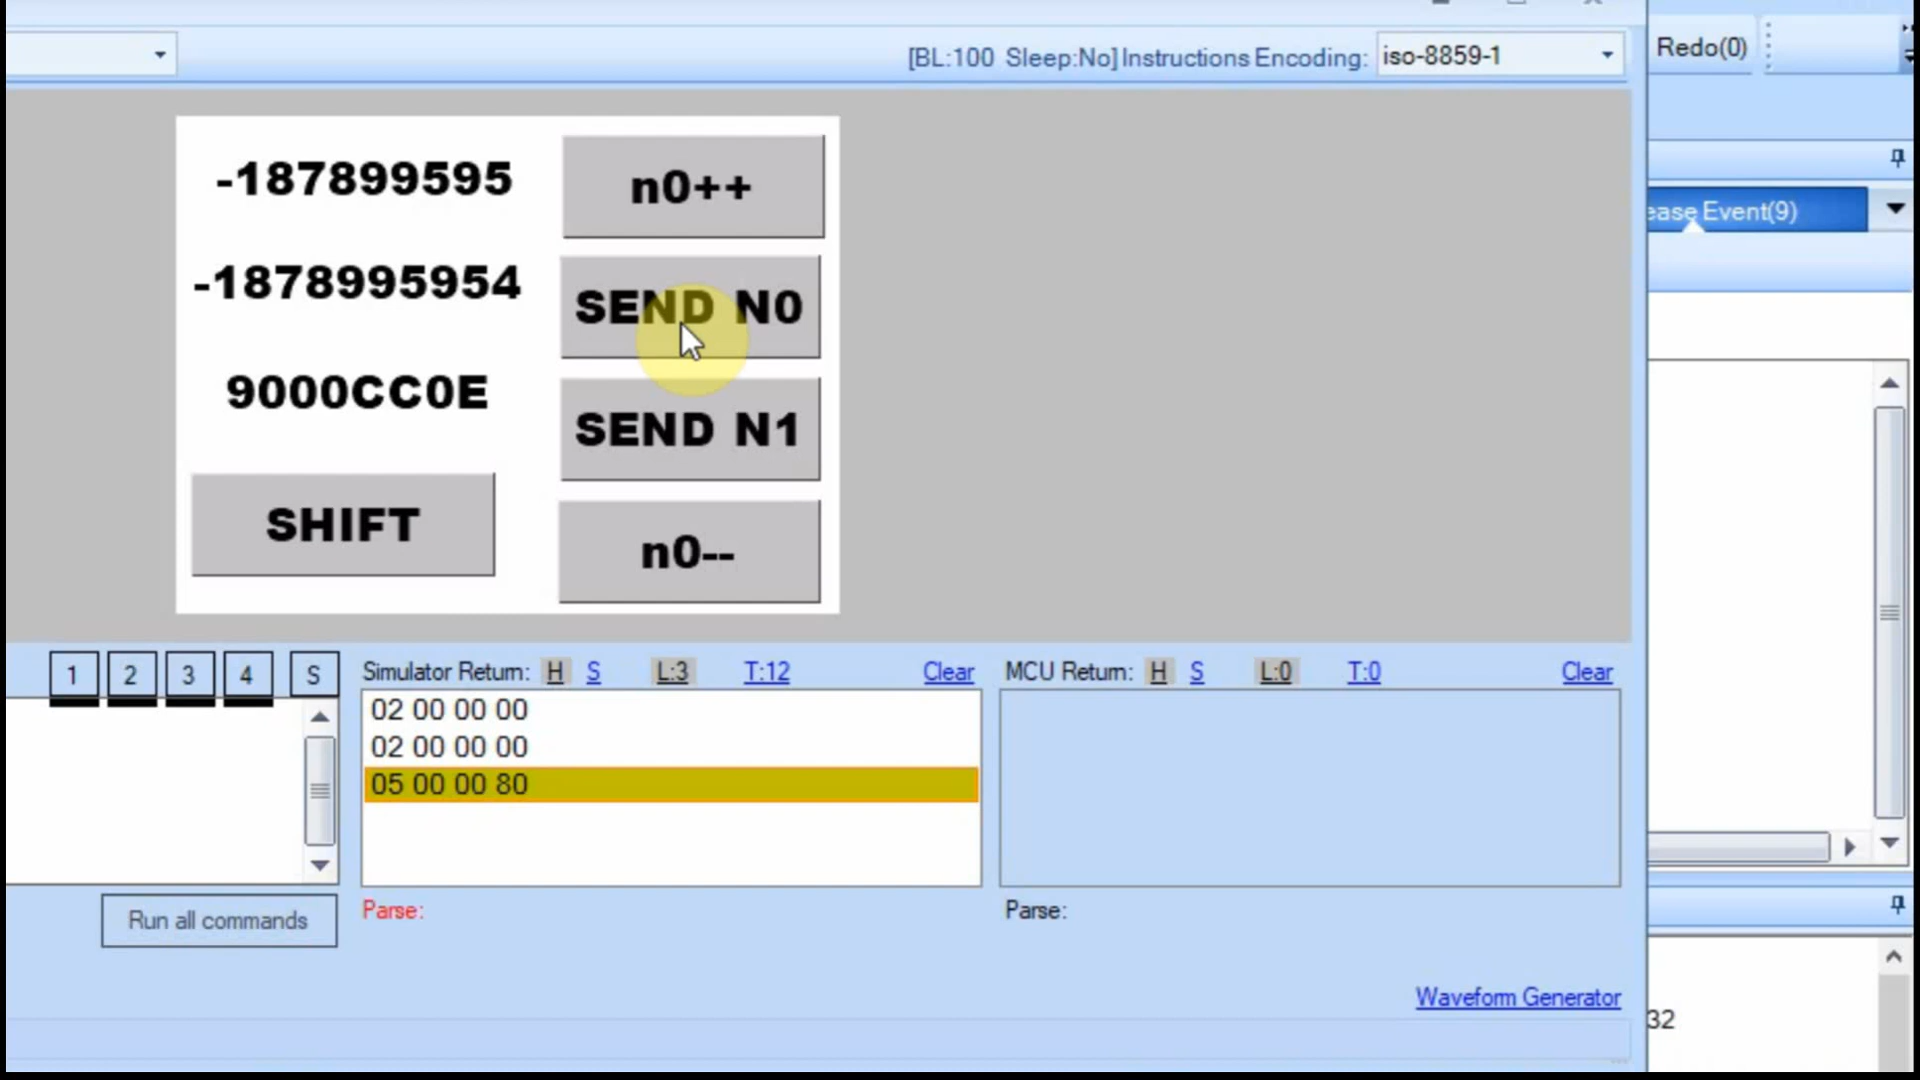 [BL:100 Sleep:No] Instructions Encoding: iso-8859-1
Redo(0)
ease Event(9)
-187899595
n0++
-1878995954
SEND N0
9000CC0E
SEND N1
SHIFT
n0--
1 2 3 4 S
Simulator Return: H S L:3 T:12 Clear
MCU Return: H S L:0 T:0 Clear
02 00 00 00
02 00 00 00
05 00 00 80
Run all commands
Parse:
Parse:
Waveform Generator
32